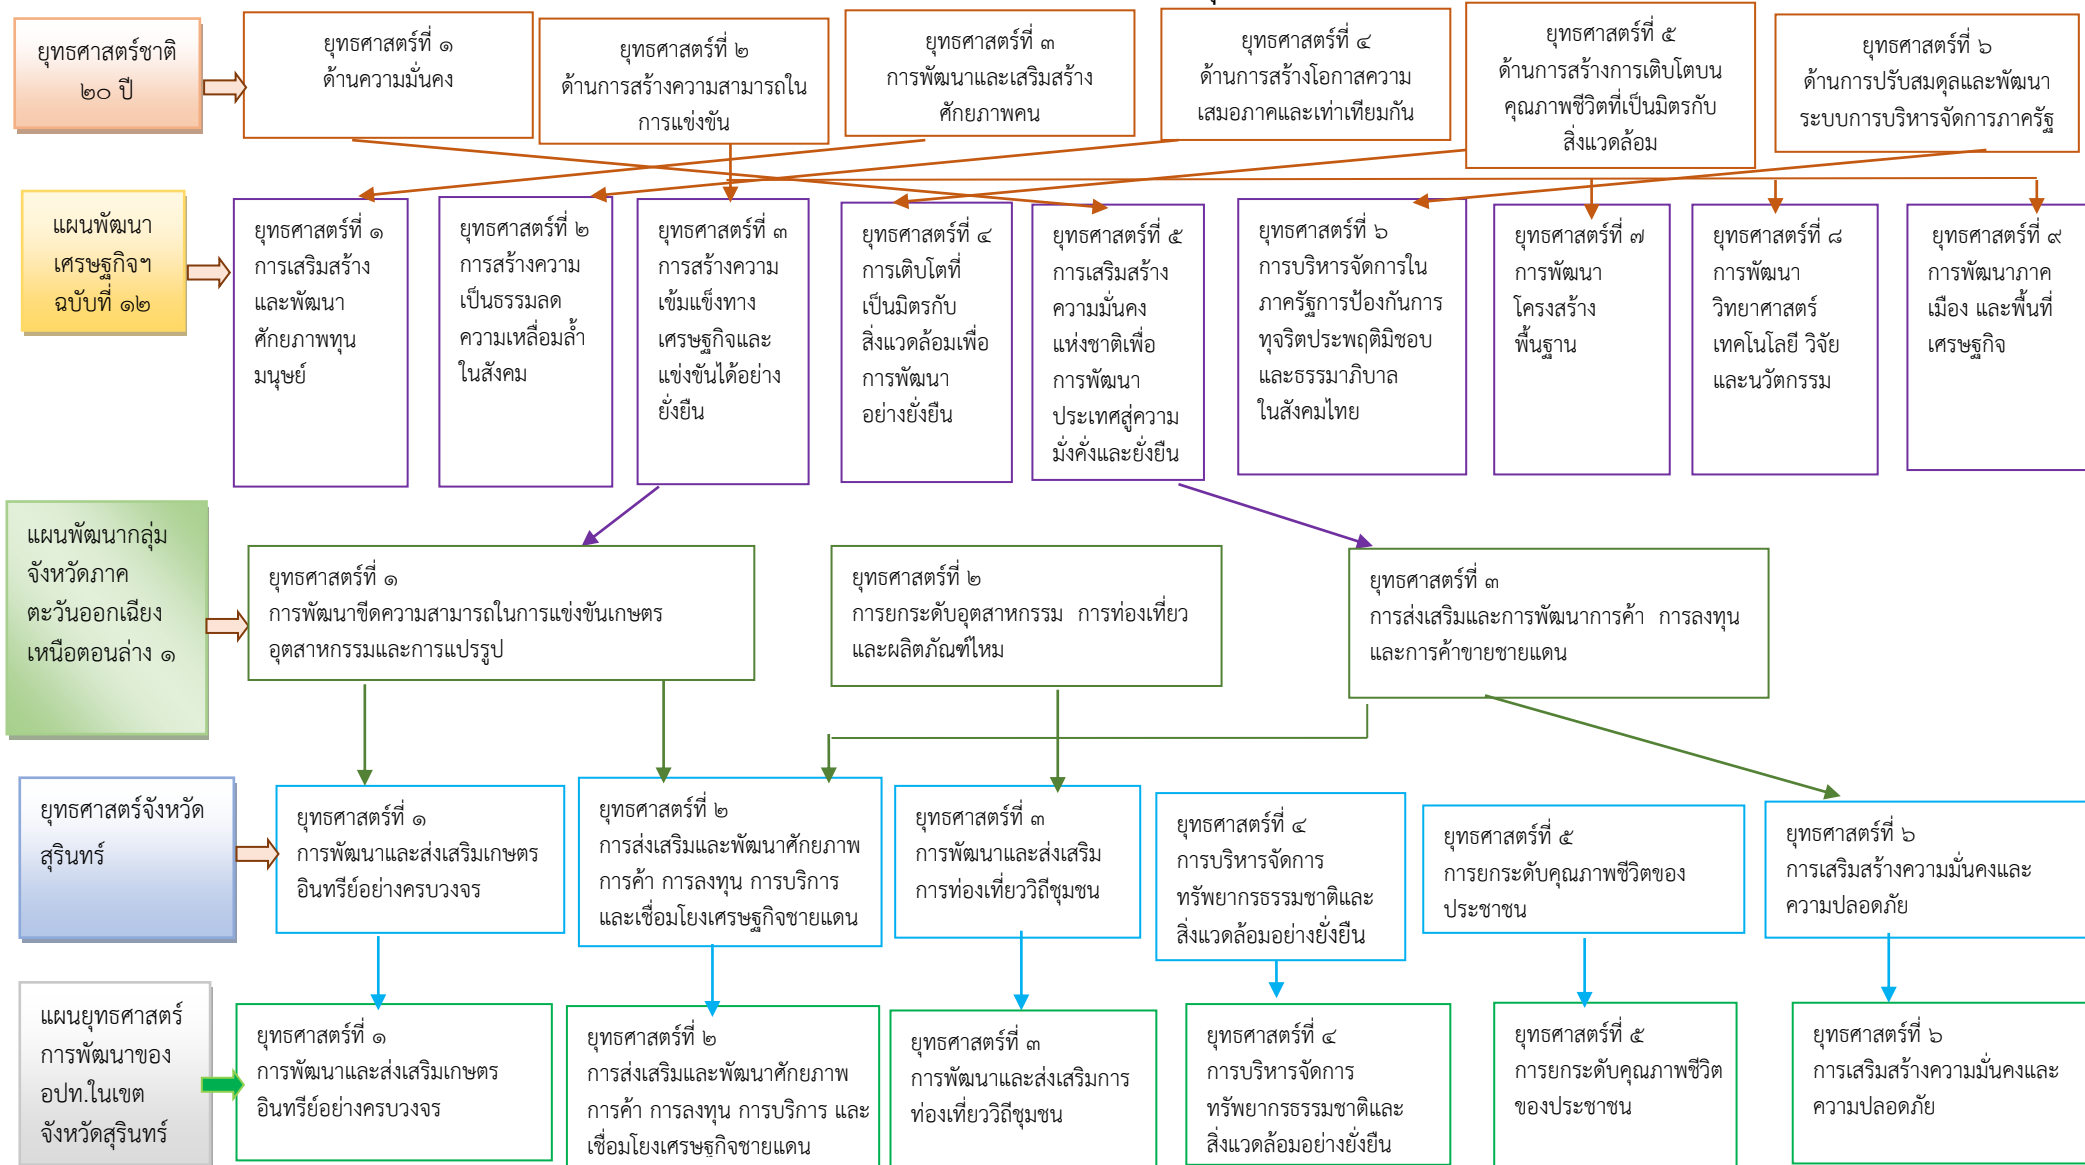 ยุทธศาสตร์ชาติ
๒๐ ปี
ยุทธศาสตร์ที่ ๑
ด้านความมั่นคง
ยุทธศาสตร์ที่ ๒
ด้านการสร้างความสามารถใน
การแข่งขัน
ยุทธศาสตร์ที่ ๓
การพัฒนาและเสริมสร้าง
ศักยภาพคน
ยุทธศาสตร์ที่ ๔
ด้านการสร้างโอกาสความ
เสมอภาคและเท่าเทียมกัน
ยุทธศาสตร์ที่ ๕
ด้านการสร้างการเติบโตบน
คุณภาพชีวิตที่เป็นมิตรกับ
สิ่งแวดล้อม
ยุทธศาสตร์ที่ ๖
ด้านการปรับสมดุลและพัฒนา
ระบบการบริหารจัดการภาครัฐ
แผนพัฒนา
เศรษฐกิจฯ
ฉบับที่ ๑๒
ยุทธศาสตร์ที่ ๑
การเสริมสร้าง
และพัฒนา
ศักยภาพทุน
มนุษย์
ยุทธศาสตร์ที่ ๒
การสร้างความ
เป็นธรรมลด
ความเหลื่อมล้ำ
ในสังคม
ยุทธศาสตร์ที่ ๓
การสร้างความ
เข้มแข็งทาง
เศรษฐกิจและ
แข่งขันได้อย่าง
ยั่งยืน
ยุทธศาสตร์ที่ ๔
การเติบโตที่
เป็นมิตรกับ
สิ่งแวดล้อมเพื่อ
การพัฒนา
อย่างยั่งยืน
ยุทธศาสตร์ที่ ๕
การเสริมสร้าง
ความมั่นคง
แห่งชาติเพื่อ
การพัฒนา
ประเทศสู่ความ
มั่งคั่งและยั่งยืน
ยุทธศาสตร์ที่ ๖
การบริหารจัดการใน
ภาครัฐการป้องกันการ
ทุจริตประพฤติมิชอบ
และธรรมาภิบาล
ในสังคมไทย
ยุทธศาสตร์ที่ ๗
การพัฒนา
โครงสร้าง
พื้นฐาน
ยุทธศาสตร์ที่ ๘
การพัฒนา
วิทยาศาสตร์
เทคโนโลยี วิจัย
และนวัตกรรม
ยุทธศาสตร์ที่ ๙
การพัฒนาภาค
เมือง และพื้นที่
เศรษฐกิจ
แผนพัฒนากลุ่ม
จังหวัดภาค
ตะวันออกเฉียง
เหนือตอนล่าง ๑
ยุทธศาสตร์ที่ ๑
การพัฒนาขีดความสามารถในการแข่งขันเกษตร
อุตสาหกรรมและการแปรรูป
ยุทธศาสตร์ที่ ๒
การยกระดับอุตสาหกรรม การท่องเที่ยว
และผลิตภัณฑ์ไหม
ยุทธศาสตร์ที่ ๓
การส่งเสริมและการพัฒนาการค้า การลงทุน
และการค้าขายชายแดน
ยุทธศาสตร์จังหวัด
สุรินทร์
ยุทธศาสตร์ที่ ๑
การพัฒนาและส่งเสริมเกษตร
อินทรีย์อย่างครบวงจร
ยุทธศาสตร์ที่ ๒
การส่งเสริมและพัฒนาศักยภาพ
การค้า การลงทุน การบริการ
และเชื่อมโยงเศรษฐกิจชายแดน
ยุทธศาสตร์ที่ ๓
การพัฒนาและส่งเสริม
การท่องเที่ยววิถีชุมชน
ยุทธศาสตร์ที่ ๔
การบริหารจัดการ
ทรัพยากรธรรมชาติและ
สิ่งแวดล้อมอย่างยั่งยืน
ยุทธศาสตร์ที่ ๕
การยกระดับคุณภาพชีวิตของ
ประชาชน
ยุทธศาสตร์ที่ ๖
การเสริมสร้างความมั่นคงและ
ความปลอดภัย
แผนยุทธศาสตร์
การพัฒนาของ
อปท.ในเขต
จังหวัดสุรินทร์
ยุทธศาสตร์ที่ ๑
การพัฒนาและส่งเสริมเกษตร
อินทรีย์อย่างครบวงจร
ยุทธศาสตร์ที่ ๒
การส่งเสริมและพัฒนาศักยภาพ
การค้า การลงทุน การบริการ และ
เชื่อมโยงเศรษฐกิจชายแดน
ยุทธศาสตร์ที่ ๓
การพัฒนาและส่งเสริมการ
ท่องเที่ยววิถีชุมชน
ยุทธศาสตร์ที่ ๔
การบริหารจัดการ
ทรัพยากรธรรมชาติและ
สิ่งแวดล้อมอย่างยั่งยืน
ยุทธศาสตร์ที่ ๕
การยกระดับคุณภาพชีวิต
ของประชาชน
ยุทธศาสตร์ที่ ๖
การเสริมสร้างความมั่นคงและ
ความปลอดภัย